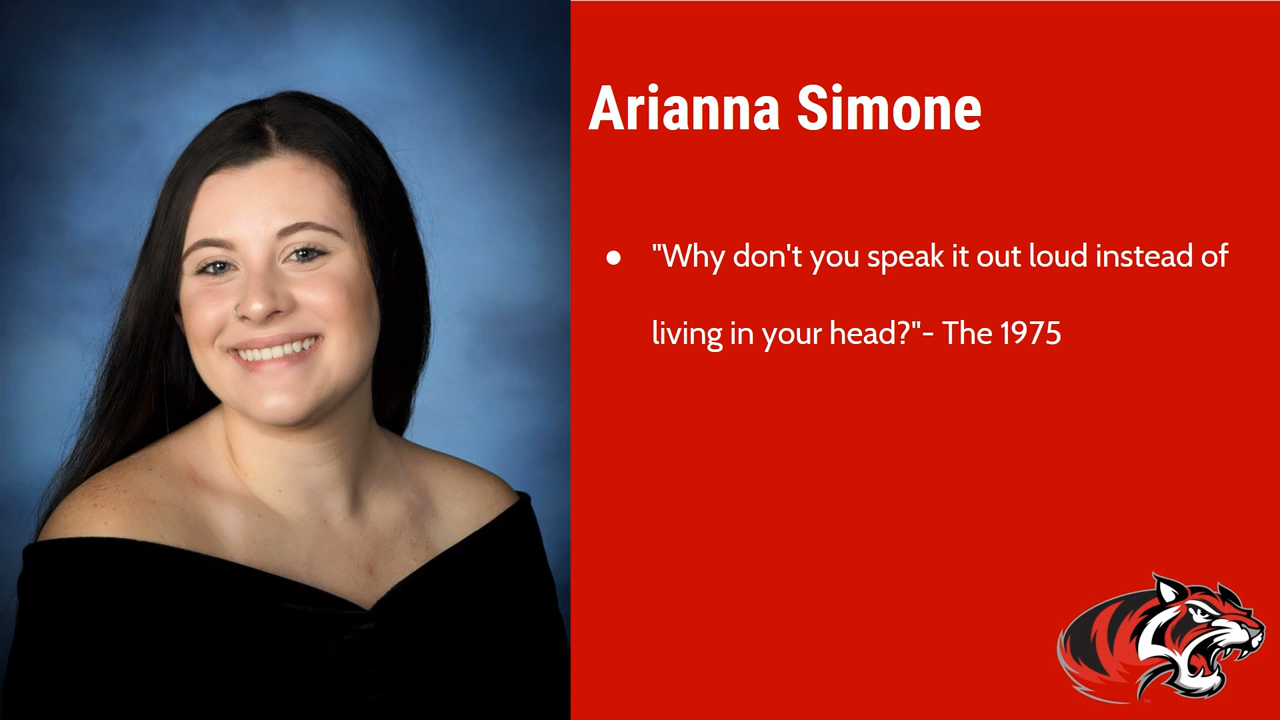 Arianna Simone
● "Why don't you speak it out loud instead of
living in your head?"- The 1975